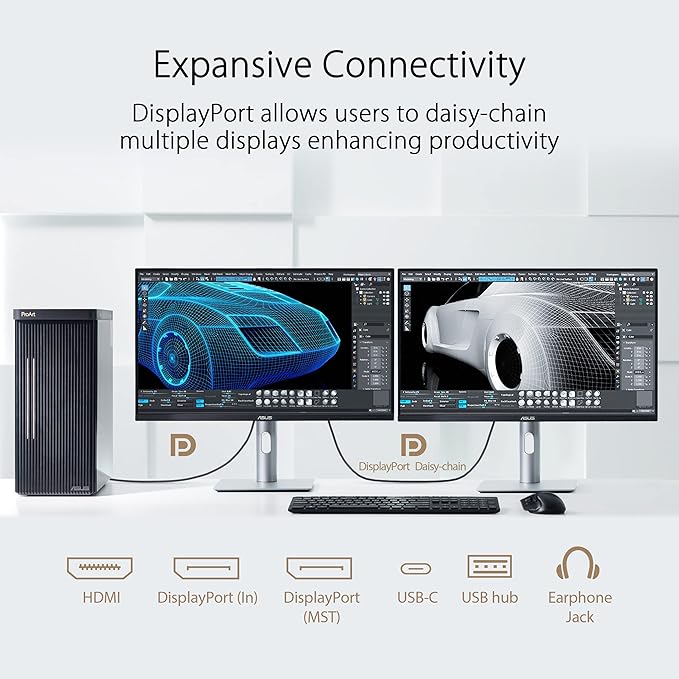 Expansive Connectivity
DisplayPort allows users to daisy-chain
multiple displays enhancing productivity
ProArt
ASUS
ASUS
ASUS
DisplayPort Daisy-chain
HDMI
DisplayPort (In)
DisplayPort
(MST)
USB-C
USB hub
Earphone
Jack